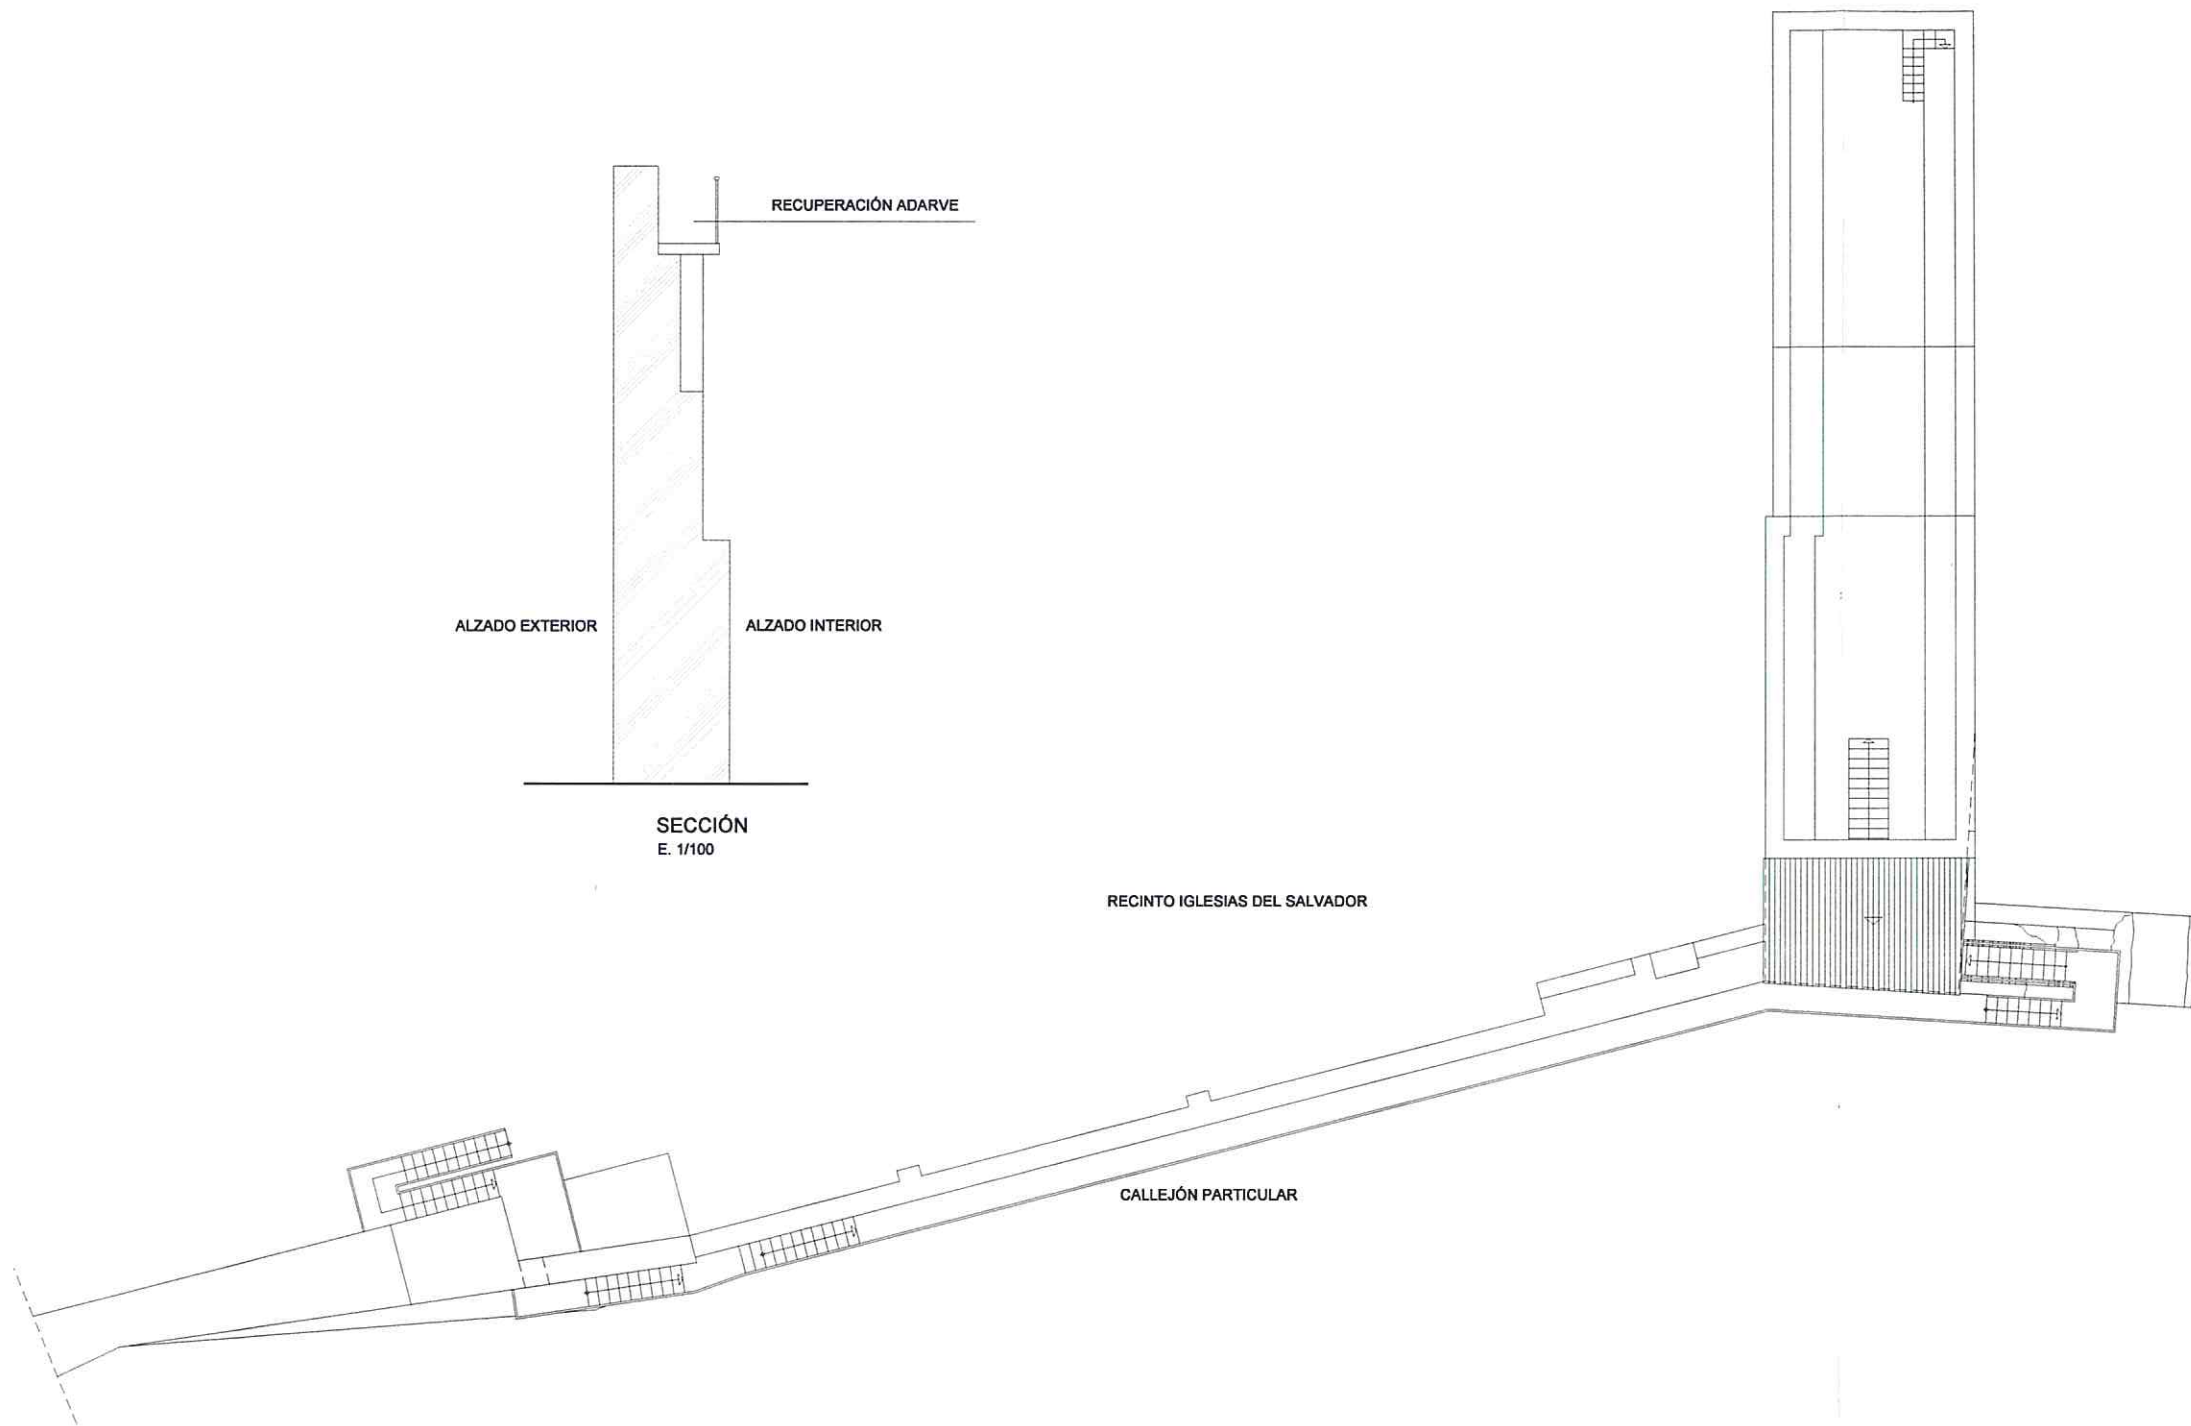 RECUPERACIÓN ADARVE
ALZADO EXTERIOR
ALZADO INTERIOR
SECCIÓN
E. 1/100
RECINTO IGLESIAS DEL SALVADOR
CALLEJÓN PARTICULAR